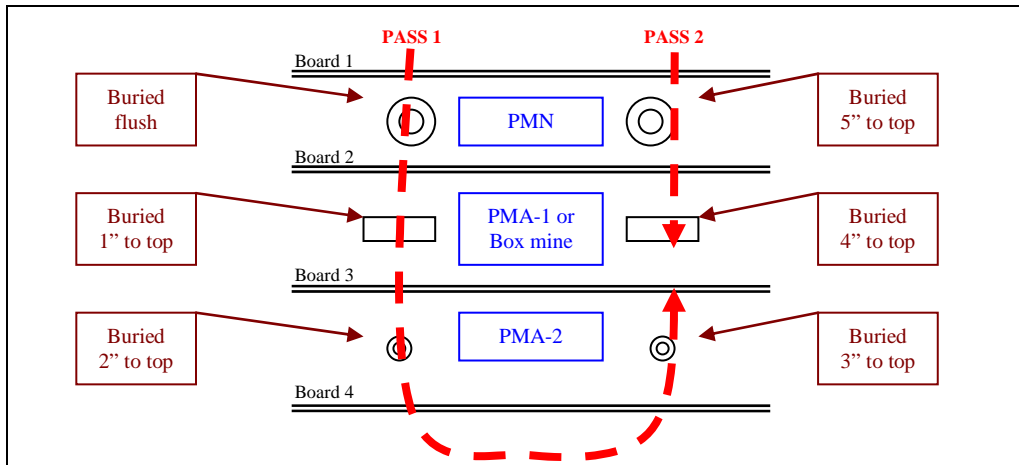 PASS 1
PASS 2
Board 1
Buried
flush
PMN
Buried
5” to top
Board 2
Buried
1” to top
PMA-1 or
Box mine
Buried
4” to top
Board 3
Buried
2” to top
PMA-2
Buried
3” to top
Board 4